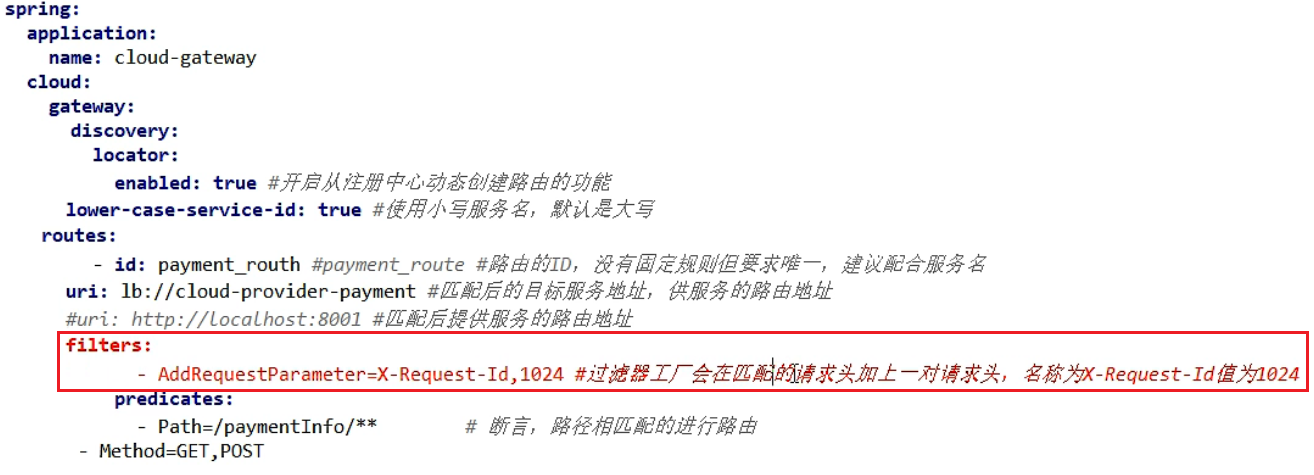 spring:
application:
name: cloud-gateway
cloud:
gateway:
discovery:
locator:
enabled: true #开启从注册中心动态创建路由的功能
lower-case-service-id: true #使用小写服务名，默认是大写
routes:
- id: payment_routh #payment_route #路由的ID，没有固定规则但要求唯一，建议配合服务名
uri: lb://cloud-provider-payment #匹配后的目标服务地址，供服务的路由地址
#uri: http://localhost:8001 #匹配后提供服务的路由地址
filters:
- AddRequestParameter=X-Request-Id,1024 #过滤器工厂会在匹配的请求头加上一对请求头，名称为X-Request-Id值为1024
predicates:
- Path=/paymentInfo/** # 断言，路径相匹配的进行路由
- Method=GET,POST